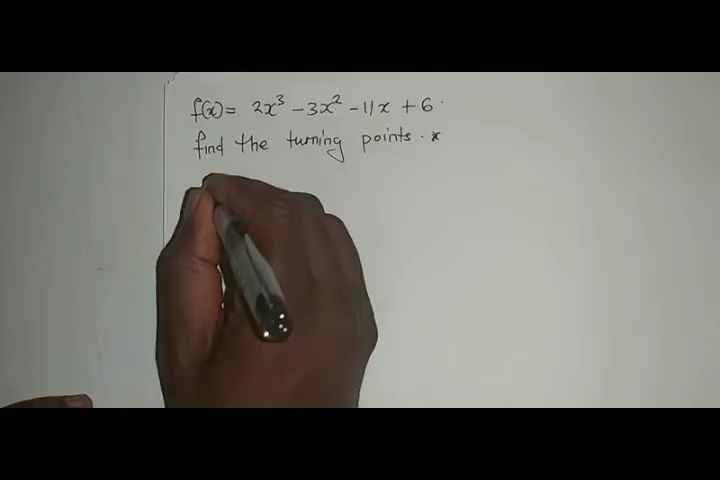 f(x) = 2x³ - 3x² - 11x + 6.
find the turning points. *